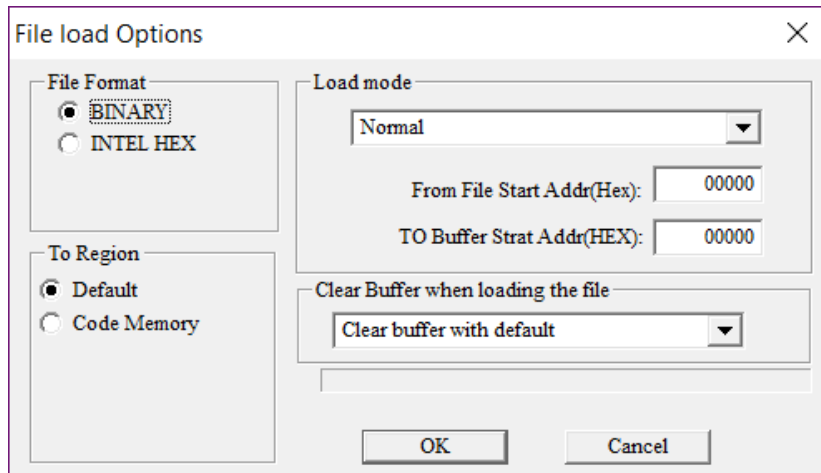 File load Options
File Format
BINARY
INTEL HEX
To Region
Default
Code Memory
Load mode
Normal
From File Start Addr(Hex): 00000
TO Buffer Strat Addr(HEX): 00000
Clear Buffer when loading the file
Clear buffer with default
OK Cancel